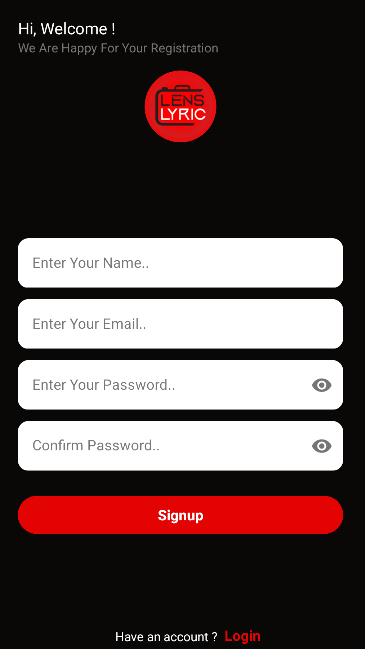 Hi, Welcome !
We Are Happy For Your Registration
LENS
LYRIC
Enter Your Name..
Enter Your Email..
Enter Your Password..
Confirm Password..
Signup
Have an account ? Login